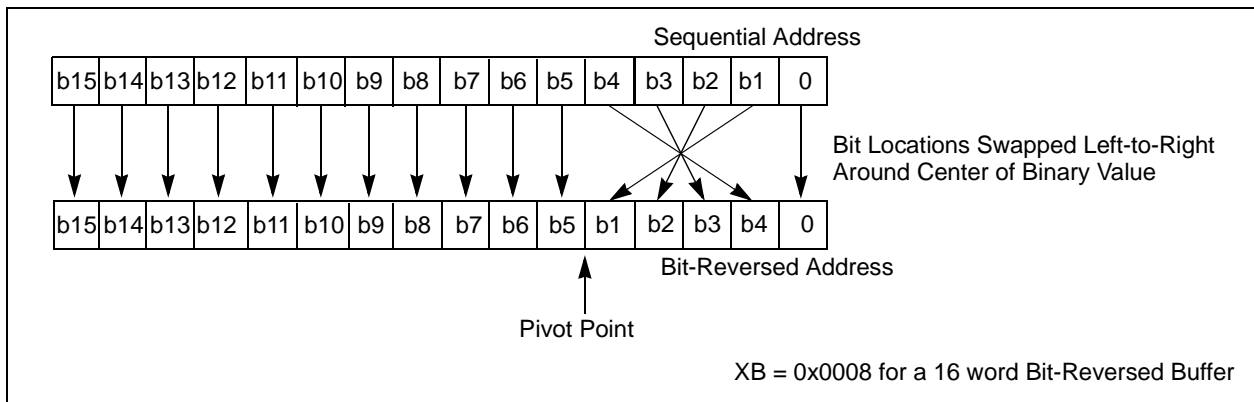 Sequential Address
b15 b14 b13 b12 b11 b10 b9 b8 b7 b6 b5 b4 b3 b2 b1 0
Bit Locations Swapped Left-to-Right
Around Center of Binary Value
b15 b14 b13 b12 b11 b10 b9 b8 b7 b6 b5 b1 b2 b3 b4 0
Bit-Reversed Address
Pivot Point
XB = 0x0008 for a 16 word Bit-Reversed Buffer